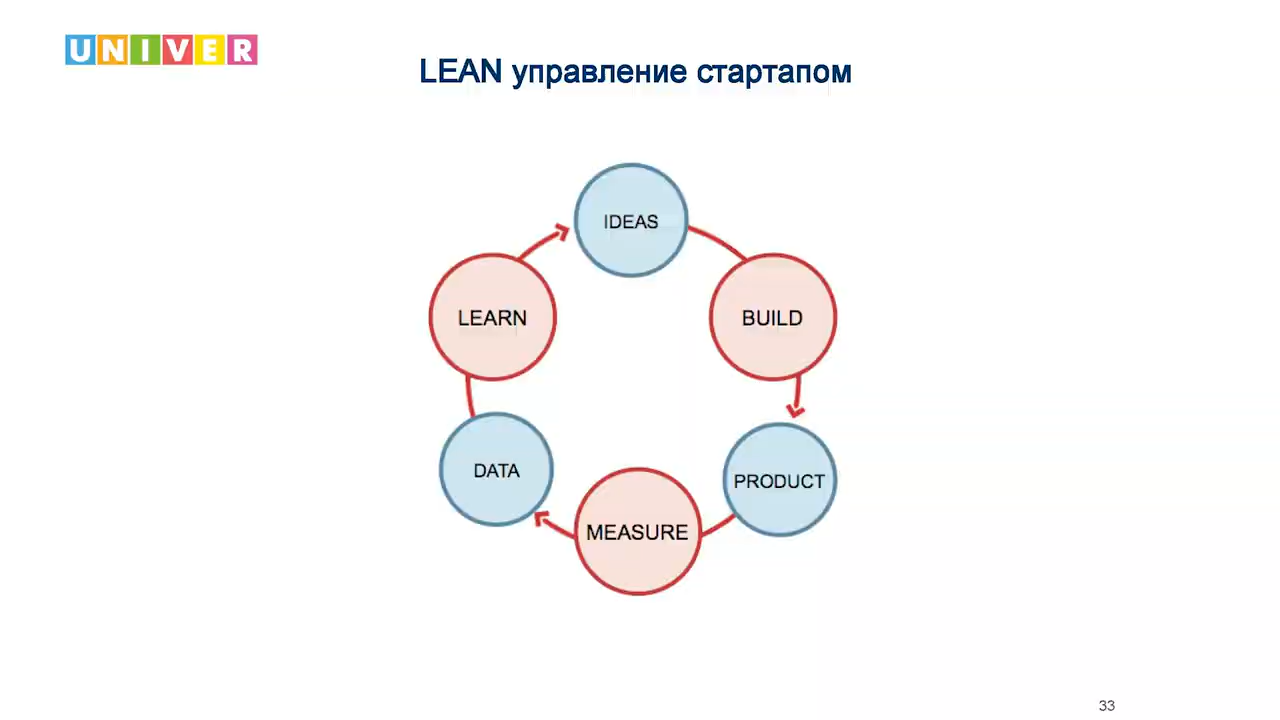 UNIVER
LEAN управление стартапом
IDEAS
LEARN
BUILD
DATA
PRODUCT
MEASURE
33